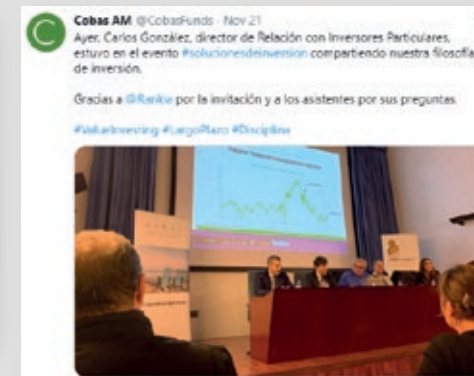 Cobas AM @CobasFunds · Nov 21
Ayer, Carlos González, director de Relación con Inversores Particulares,
estuvo en el evento #solucionesdeinversion compartiendo nuestra filosofía
de inversión.
Gracias a @Rankia por la invitación y a los asistentes por sus preguntas.
#ValueInvesting #LargoPlazo #Disciplina